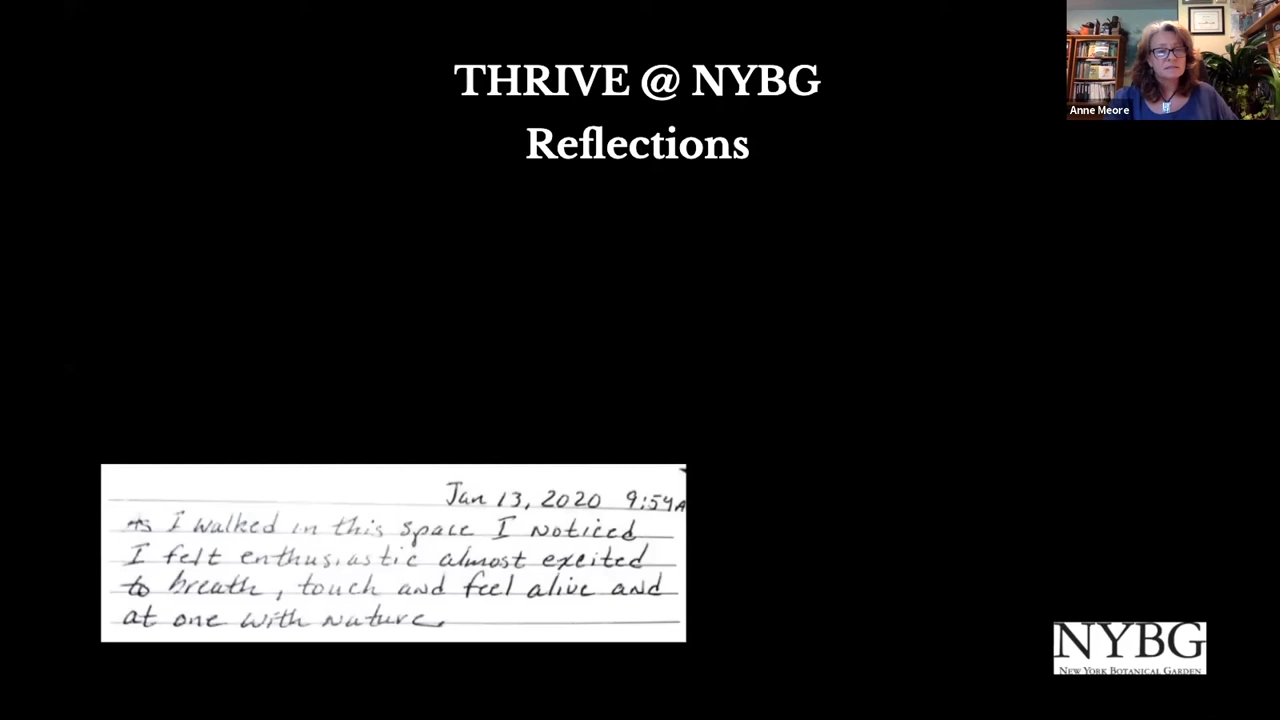 THRIVE @ NYBG
Reflections
Anne Meore
Jan 13, 2020 9:54A
As I walked in this space I noticed
I felt enthusiastic almost excited
to breath, touch and feel alive and
at one with nature.
NYBG
NEW YORK BOTANICAL GARDEN